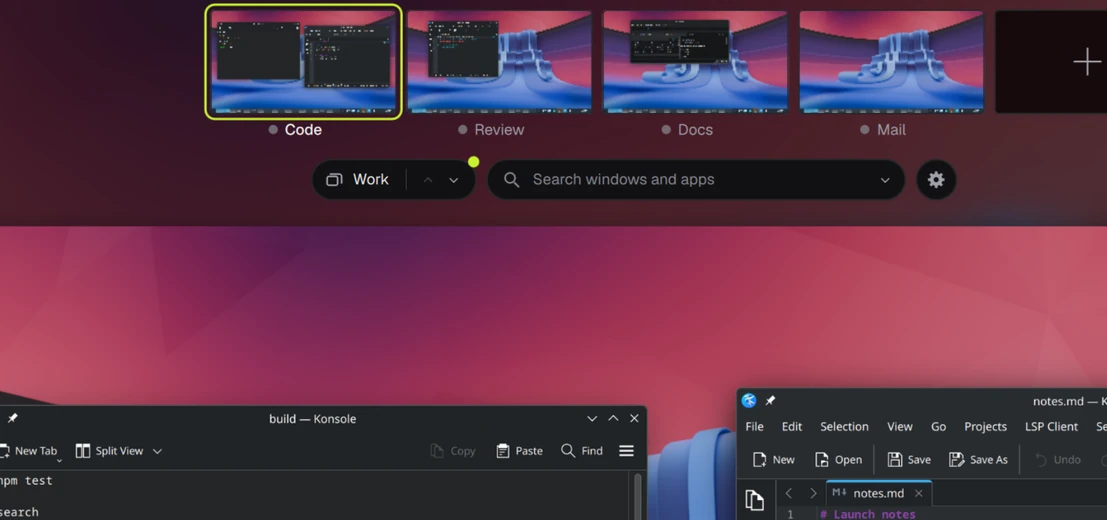 Code
Review
Docs
Mail
Work
Search windows and apps
build — Konsole
New Tab
Split View
Copy
Paste
Find
npm test
search
notes.md — K
File Edit Selection View Go Projects LSP Client Se
New
Open
Save
Save As
Undo
notes.md
1 # Launch notes